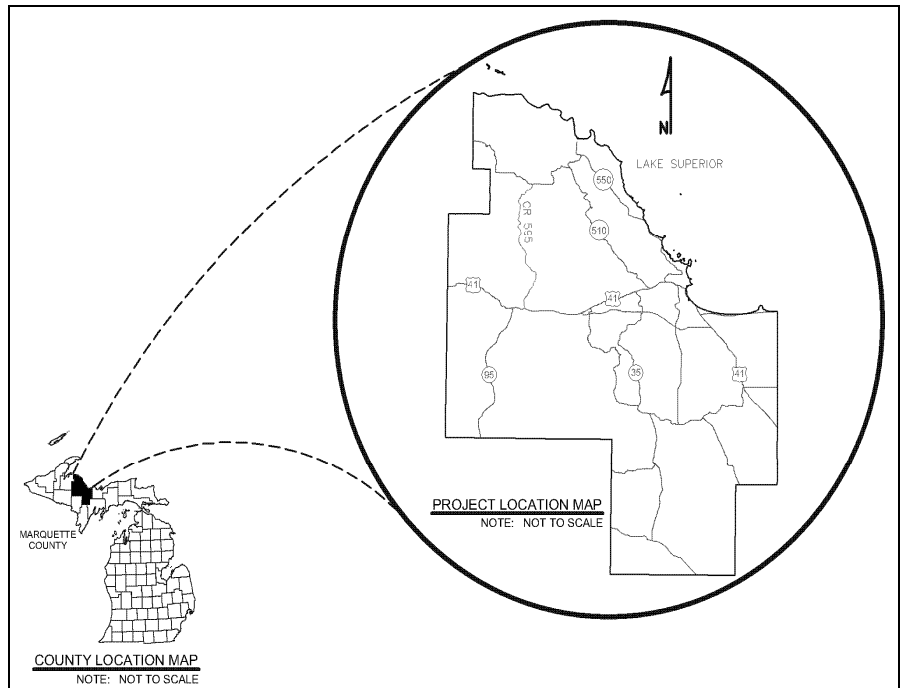 N
LAKE SUPERIOR
550
CR 595
510
41
41
95
35
41
PROJECT LOCATION MAP
NOTE: NOT TO SCALE
MARQUETTE
COUNTY
COUNTY LOCATION MAP
NOTE: NOT TO SCALE